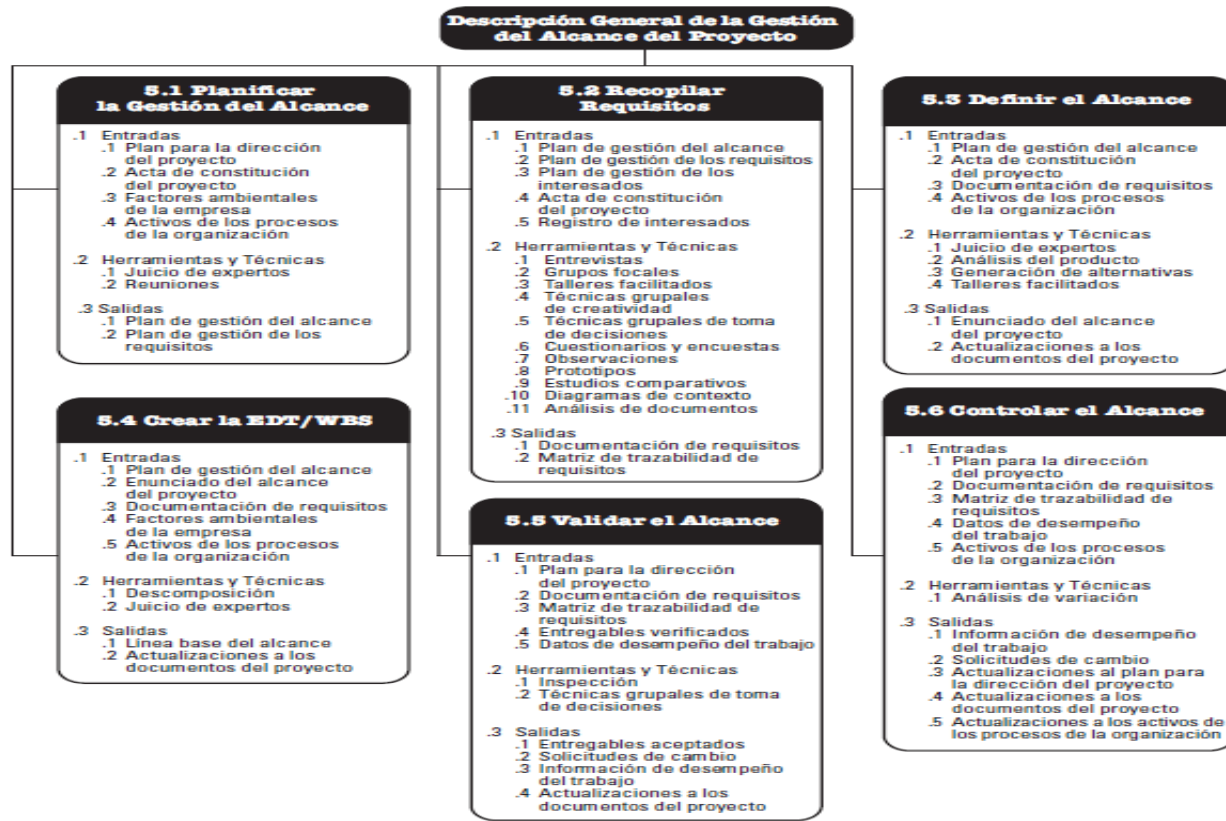 Descripción General de la Gestión
del Alcance del Proyecto
5.1 Planificar
la Gestión del Alcance
.1 Entradas
.1 Plan para la dirección
del proyecto
.2 Acta de constitución
del proyecto
.3 Factores ambientales
de la empresa
.4 Activos de los procesos
de la organización
.2 Herramientas y Técnicas
.1 Juicio de expertos
.2 Reuniones
.3 Salidas
.1 Plan de gestión del alcance
.2 Plan de gestión de los
requisitos
5.2 Recopilar
Requisitos
.1 Entradas
.1 Plan de gestión del alcance
.2 Plan de gestión de los requisitos
.3 Plan de gestión de los
interesados
.4 Acta de constitución
del proyecto
.5 Registro de interesados
.2 Herramientas y Técnicas
.1 Entrevistas
.2 Grupos focales
.3 Talleres facilitados
.4 Técnicas grupales
de creatividad
.5 Técnicas grupales de toma
de decisiones
.6 Cuestionarios y encuestas
.7 Observaciones
.8 Prototipos
.9 Estudios comparativos
.10 Diagramas de contexto
.11 Análisis de documentos
.3 Salidas
.1 Documentación de requisitos
.2 Matriz de trazabilidad de
requisitos
5.3 Definir el Alcance
.1 Entradas
.1 Plan de gestión del alcance
.2 Acta de constitución
del proyecto
.3 Documentación de requisitos
.4 Activos de los procesos
de la organización
.2 Herramientas y Técnicas
.1 Juicio de expertos
.2 Análisis del producto
.3 Generación de alternativas
.4 Talleres facilitados
.3 Salidas
.1 Enunciado del alcance
del proyecto
.2 Actualizaciones a los
documentos del proyecto
5.4 Crear la EDT/WBS
.1 Entradas
.1 Plan de gestión del alcance
.2 Enunciado del alcance
del proyecto
.3 Documentación de requisitos
.4 Factores ambientales
de la empresa
.5 Activos de los procesos
de la organización
.2 Herramientas y Técnicas
.1 Descomposición
.2 Juicio de expertos
.3 Salidas
.1 Línea base del alcance
.2 Actualizaciones a los
documentos del proyecto
5.5 Validar el Alcance
.1 Entradas
.1 Plan para la dirección
del proyecto
.2 Documentación de requisitos
.3 Matriz de trazabilidad de
requisitos
.4 Entregables verificados
.5 Datos de desempeño del trabajo
.2 Herramientas y Técnicas
.1 Inspección
.2 Técnicas grupales de toma
de decisiones
.3 Salidas
.1 Entregables aceptados
.2 Solicitudes de cambio
.3 Información de desempeño
del trabajo
.4 Actualizaciones a los
documentos del proyecto
5.6 Controlar el Alcance
.1 Entradas
.1 Plan para la dirección
del proyecto
.2 Documentación de requisitos
.3 Matriz de trazabilidad de
requisitos
.4 Datos de desempeño
del trabajo
.5 Activos de los procesos
de la organización
.2 Herramientas y Técnicas
.1 Análisis de variación
.3 Salidas
.1 Información de desempeño
del trabajo
.2 Solicitudes de cambio
.3 Actualizaciones al plan para
la dirección del proyecto
.4 Actualizaciones a los
documentos del proyecto
.5 Actualizaciones a los activos de
los procesos de la organización